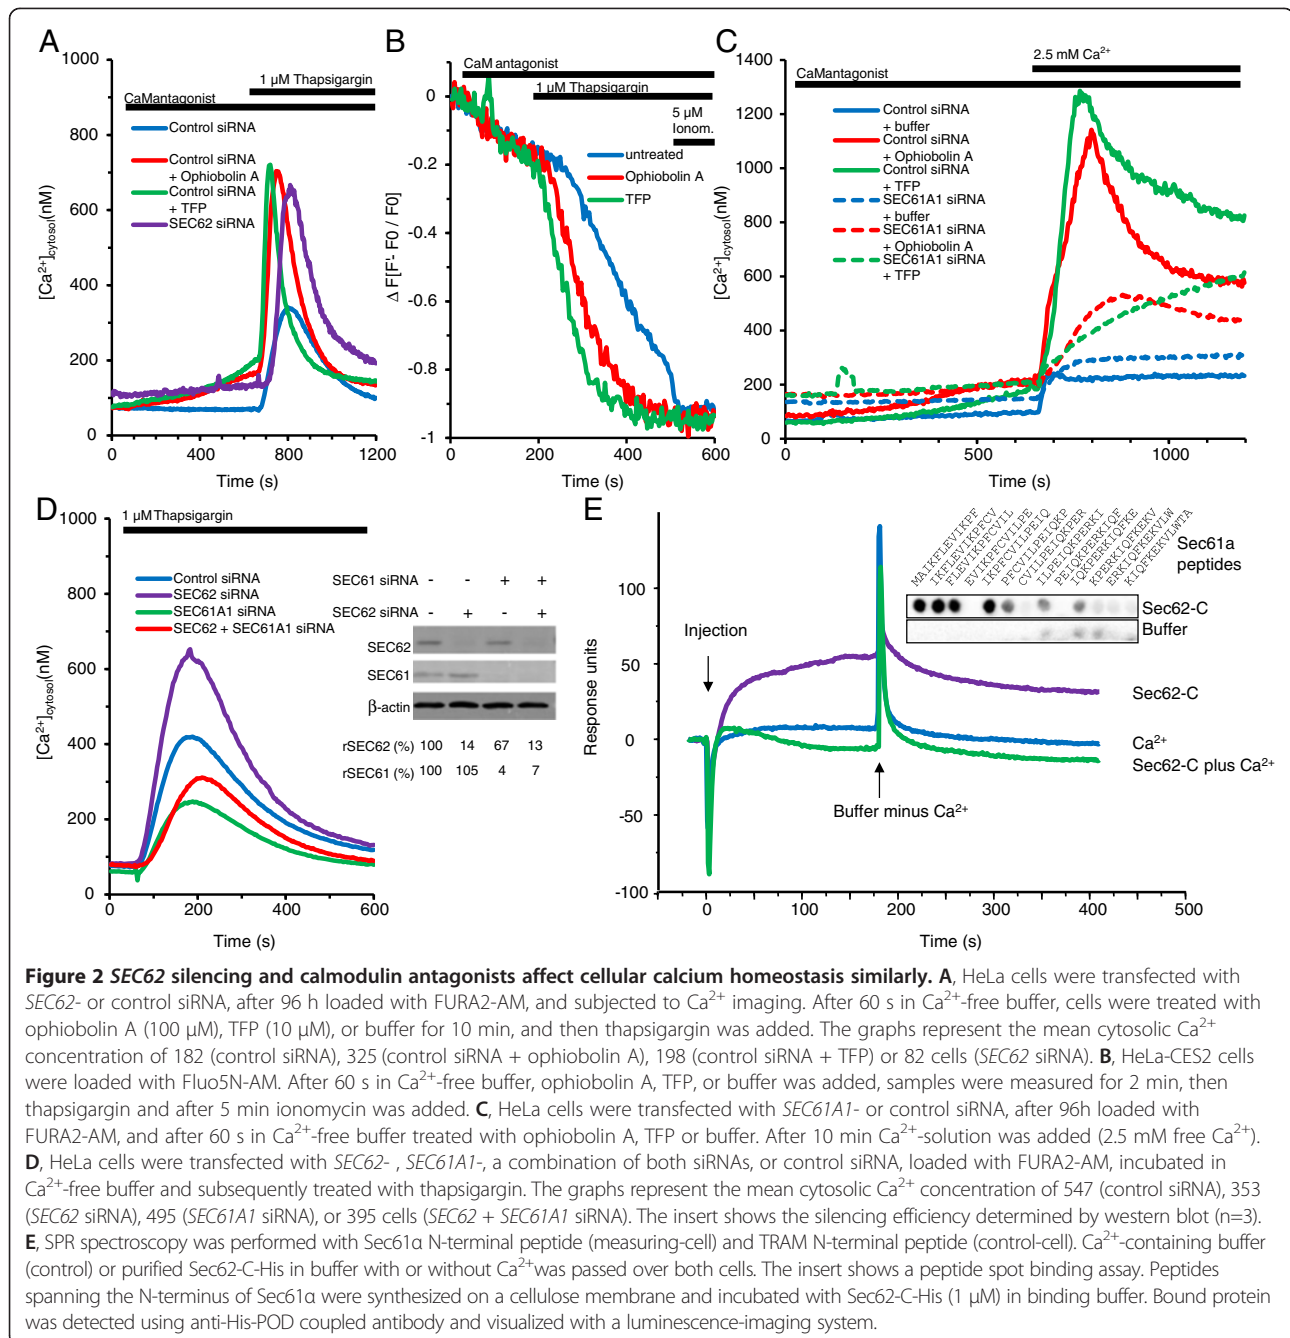 A
1000
800
600
400
200
0
[Ca²⁺]cytosol(nM)
1 µM Thapsigargin
CaMantagonist
Control siRNA
Control siRNA
+ Ophiobolin A
Control siRNA
+ TFP
SEC62 siRNA
0 400 800 1200
Time (s)
B
CaM antagonist
1 µM Thapsigargin
5 µM
Ionom.
untreated
Ophiobolin A
TFP
0
-0.2
-0.4
-0.6
-0.8
-1
Δ F[F'- F0 / F0]
0 200 400 600
Time (s)
C
2.5 mM Ca²⁺
CaMantagonist
1400
1200
1000
800
600
400
200
0
[Ca²⁺]cytosol(nM)
Control siRNA
+ buffer
Control siRNA
+ Ophiobolin A
Control siRNA
+ TFP
SEC61A1 siRNA
+ buffer
SEC61A1 siRNA
+ Ophiobolin A
SEC61A1 siRNA
+ TFP
0 500 1000
Time (s)
D
1000
800
600
400
200
0
[Ca²⁺]cytosol(nM)
1 µM Thapsigargin
Control siRNA
SEC62 siRNA
SEC61A1 siRNA
SEC62 + SEC61A1 siRNA
0 200 400 600
Time (s)
SEC61 siRNA - - + +
SEC62 siRNA - + - +
SEC62
SEC61
β-actin
rSEC62 (%) 100 14 67 13
rSEC61 (%) 100 105 4 7
E
100
50
0
-50
-100
Response units
Injection
Buffer minus Ca²⁺
MAIKFLEVIKPF
IKFLEVIKPFCV
FLEVIKPFCVIL
EVIKPFCVILPE
IKPFCVILPEIQ
PFCVILPEIQKP
CVILPEIQKPER
ILPEIQKPERKI
PEIQKPERKIQF
IQKPERKIQFKE
KPERKIQFKEKV
ERKIQFKEKVLW
KIQFKEKVLWTA
Sec61a
peptides
Sec62-C
Buffer
Sec62-C
Ca²⁺
Sec62-C plus Ca²⁺
0 100 200 300 400 500
Time (s)
Figure 2 SEC62 silencing and calmodulin antagonists affect cellular calcium homeostasis similarly. A, HeLa cells were transfected with
SEC62- or control siRNA, after 96 h loaded with FURA2-AM, and subjected to Ca²⁺ imaging. After 60 s in Ca²⁺-free buffer, cells were treated with
ophiobolin A (100 µM), TFP (10 µM), or buffer for 10 min, and then thapsigargin was added. The graphs represent the mean cytosolic Ca²⁺
concentration of 182 (control siRNA), 325 (control siRNA + ophiobolin A), 198 (control siRNA + TFP) or 82 cells (SEC62 siRNA). B, HeLa-CES2 cells
were loaded with Fluo5N-AM. After 60 s in Ca²⁺-free buffer, ophiobolin A, TFP, or buffer was added, samples were measured for 2 min, then
thapsigargin and after 5 min ionomycin was added. C, HeLa cells were transfected with SEC61A1- or control siRNA, after 96h loaded with
FURA2-AM, and after 60 s in Ca²⁺-free buffer treated with ophiobolin A, TFP or buffer. After 10 min Ca²⁺-solution was added (2.5 mM free Ca²⁺).
D, HeLa cells were transfected with SEC62- , SEC61A1-, a combination of both siRNAs, or control siRNA, loaded with FURA2-AM, incubated in
Ca²⁺-free buffer and subsequently treated with thapsigargin. The graphs represent the mean cytosolic Ca²⁺ concentration of 547 (control siRNA), 353
(SEC62 siRNA), 495 (SEC61A1 siRNA), or 395 cells (SEC62 + SEC61A1 siRNA). The insert shows the silencing efficiency determined by western blot (n=3).
E, SPR spectroscopy was performed with Sec61α N-terminal peptide (measuring-cell) and TRAM N-terminal peptide (control-cell). Ca²⁺-containing buffer
(control) or purified Sec62-C-His in buffer with or without Ca²⁺was passed over both cells. The insert shows a peptide spot binding assay. Peptides
spanning the N-terminus of Sec61α were synthesized on a cellulose membrane and incubated with Sec62-C-His (1 µM) in binding buffer. Bound protein
was detected using anti-His-POD coupled antibody and visualized with a luminescence-imaging system.